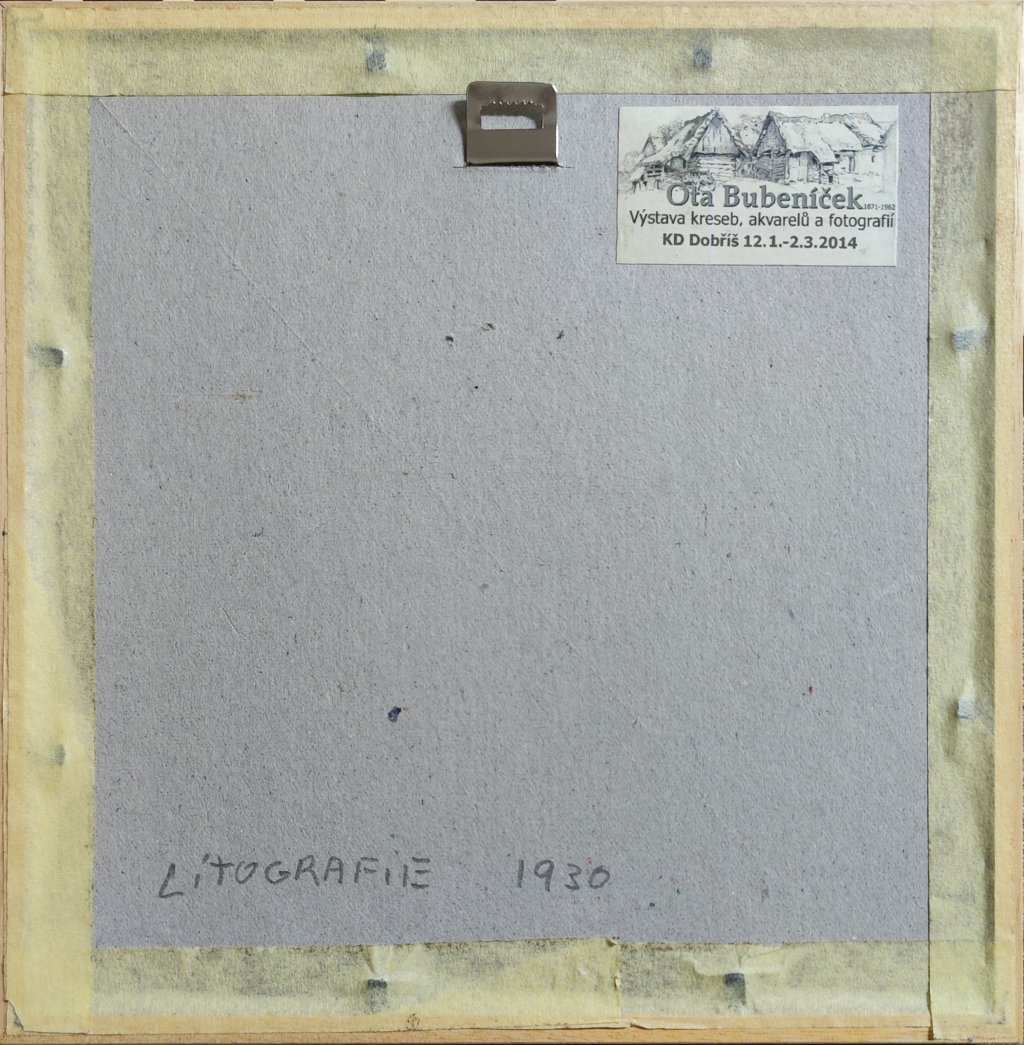 Ota Bubeníček 1871-1962
Výstava kreseb, akvarelů a fotografií
KD Dobříš 12.1.-2.3.2014
LiTOGRAFiE 1930